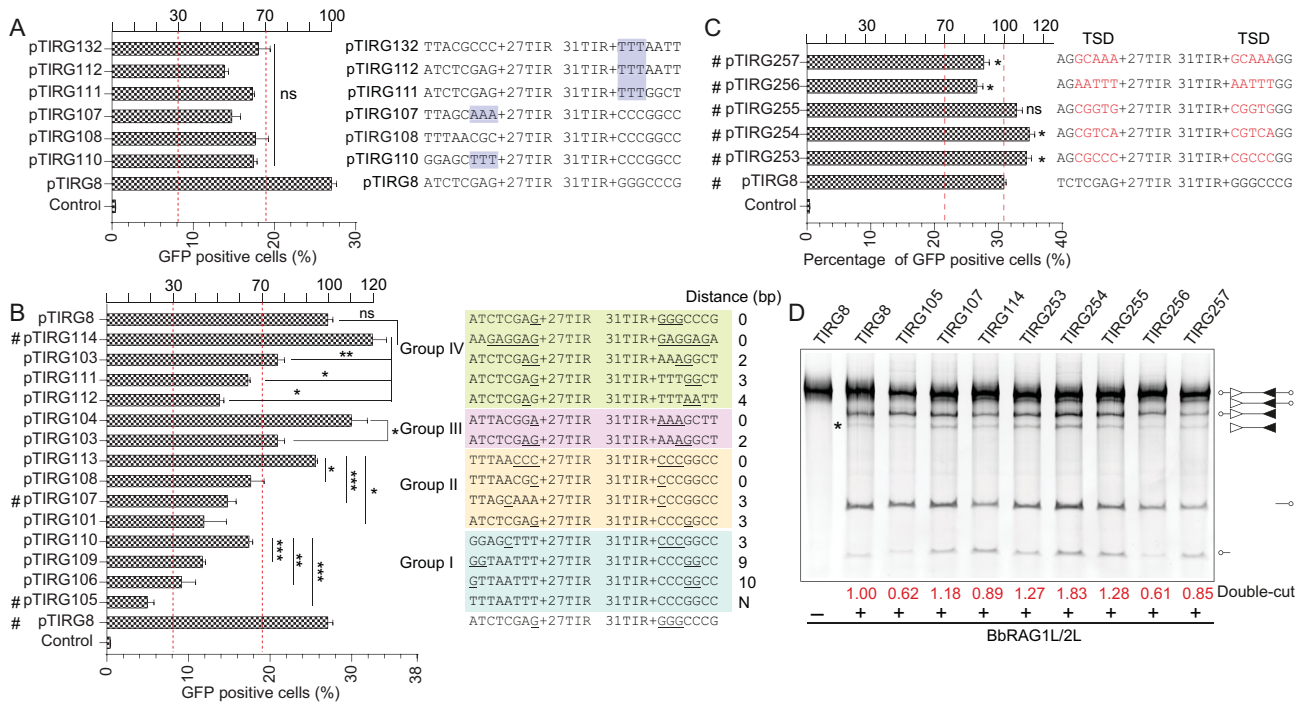 A
30 70 100
pTIRG132
pTIRG112
pTIRG111
pTIRG107
pTIRG108
pTIRG110
pTIRG8
Control
ns
0 10 20 30
GFP positive cells (%)
pTIRG132 TTACGCCC+27TIR 31TIR+TTTAATT
pTIRG112 ATCTCGAG+27TIR 31TIR+TTTAATT
pTIRG111 ATCTCGAG+27TIR 31TIR+TTTGGCT
pTIRG107 TTAGCAAA+27TIR 31TIR+CCCGGCC
pTIRG108 TTTAACGC+27TIR 31TIR+CCCGGCC
pTIRG110 GGAGCTTT+27TIR 31TIR+CCCGGCC
pTIRG8 ATCTCGAG+27TIR 31TIR+GGGCCCG
C
30 70 100 120
TSD TSD
# pTIRG257 * AGGCAAA+27TIR 31TIR+GCAAAGG
# pTIRG256 * AGAATTT+27TIR 31TIR+AATTTGG
# pTIRG255 ns AGCGGTG+27TIR 31TIR+CGGTGGG
# pTIRG254 * AGCGTCA+27TIR 31TIR+CGTCAGG
# pTIRG253 * AGCGCCC+27TIR 31TIR+CGCCCGG
# pTIRG8 TCTCGAG+27TIR 31TIR+GGGCCCG
Control
0 10 20 30 40
Percentage of GFP positive cells (%)
B
30 70 100 120
Distance (bp)
pTIRG8 ns ATCTCGAG+27TIR 31TIR+GGGCCCG 0
# pTIRG114 AAGAGGAG+27TIR 31TIR+GAGGAGA 0
pTIRG103 ** Group IV ATCTCGAG+27TIR 31TIR+AAAGGCT 2
pTIRG111 * ATCTCGAG+27TIR 31TIR+TTTGGCT 3
pTIRG112 * ATCTCGAG+27TIR 31TIR+TTTAATT 4
pTIRG104 * Group III ATTACGGA+27TIR 31TIR+AAAGCTT 0
pTIRG103 ATCTCGAG+27TIR 31TIR+AAAGGCT 2
pTIRG113 * *** * TTTAACCC+27TIR 31TIR+CCCGGCC 0
pTIRG108 Group II TTTAACGC+27TIR 31TIR+CCCGGCC 0
# pTIRG107 TTAGCAAA+27TIR 31TIR+CCCGGCC 3
pTIRG101 ATCTCGAG+27TIR 31TIR+CCCGGCC 3
pTIRG110 *** ** *** GGAGCTTT+27TIR 31TIR+CCCGGCC 3
pTIRG109 Group I GGTAATTT+27TIR 31TIR+CCCGGCC 9
pTIRG106 GTTAATTT+27TIR 31TIR+CCCGGCC 10
# pTIRG105 TTTAATTT+27TIR 31TIR+CCCGGCC N
# pTIRG8 ATCTCGAG+27TIR 31TIR+GGGCCCG
Control
0 10 20 30 38
GFP positive cells (%)
D
TIRG8 TIRG8 TIRG105 TIRG107 TIRG114 TIRG253 TIRG254 TIRG255 TIRG256 TIRG257
*
1.00 0.62 1.18 0.89 1.27 1.83 1.28 0.61 0.85 Double-cut
– + + + + + + + + +
BbRAG1L/2L